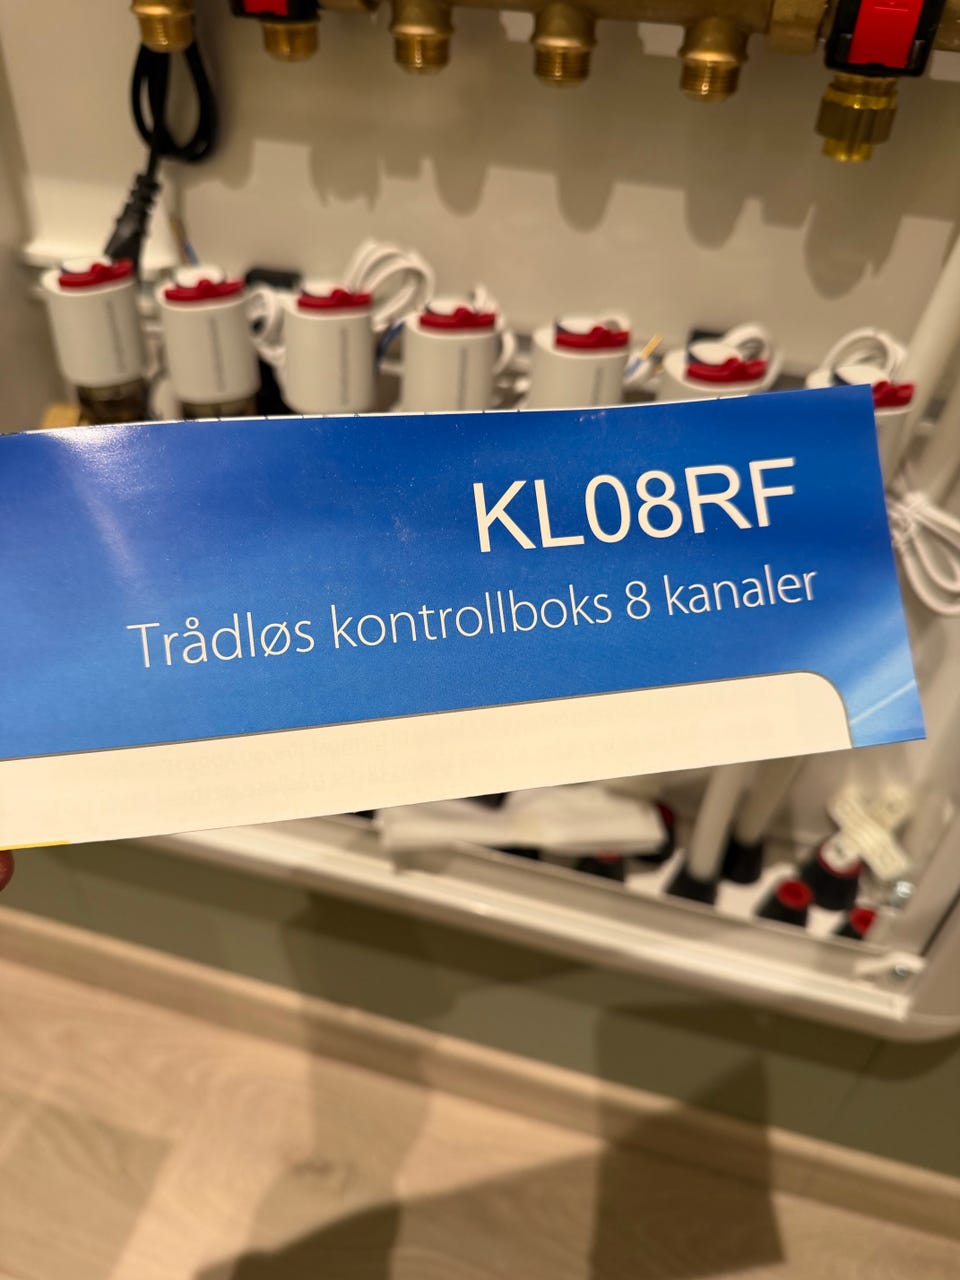 KL08RF
Trådløs kontrollboks 8 kanaler